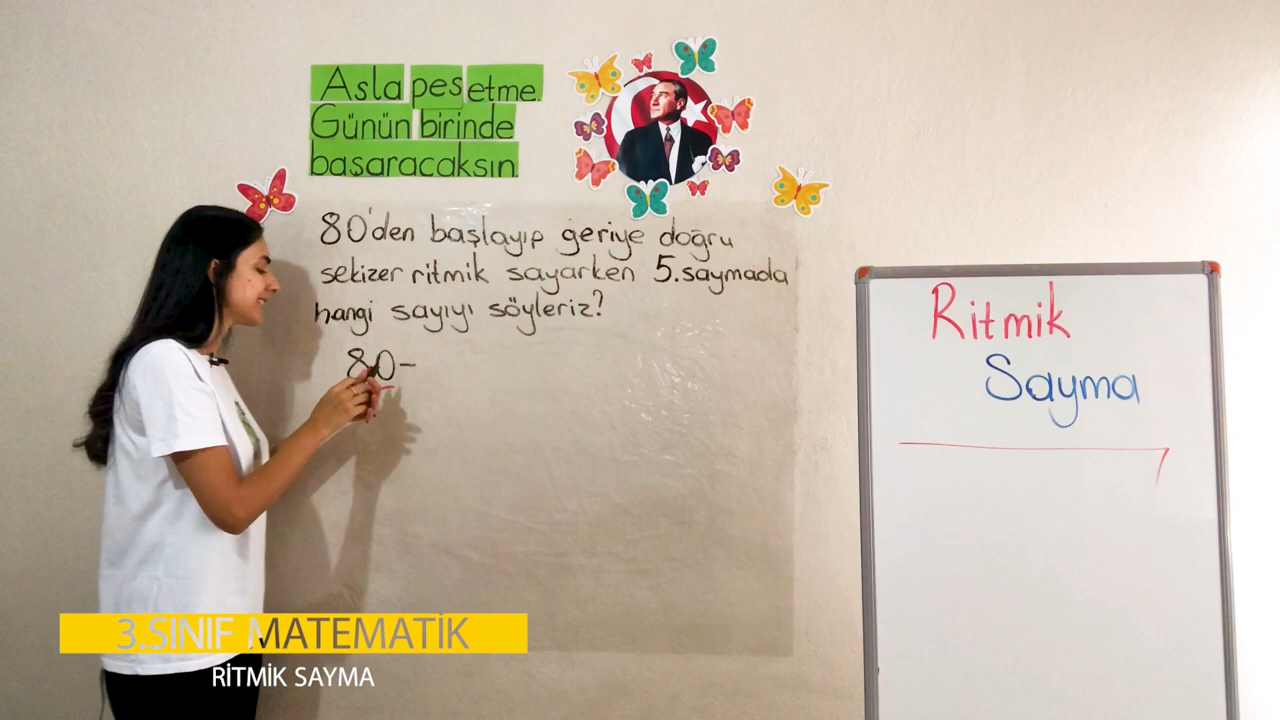 Asla pes etme.
Günün birinde
başaracaksın.
80'den başlayıp geriye doğru
sekizer ritmik sayarken 5.saymada
hangi sayıyı söyleriz?
80-
Ritmik
Sayma
3.SINIF MATEMATİK
RİTMİK SAYMA